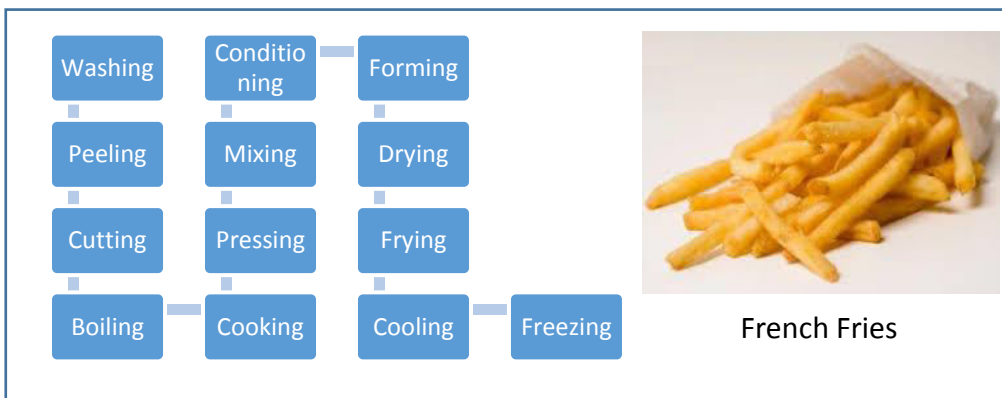 Washing
Peeling
Cutting
Boiling
Cooking
Pressing
Mixing
Conditio
ning
Forming
Drying
Frying
Cooling
Freezing
French Fries